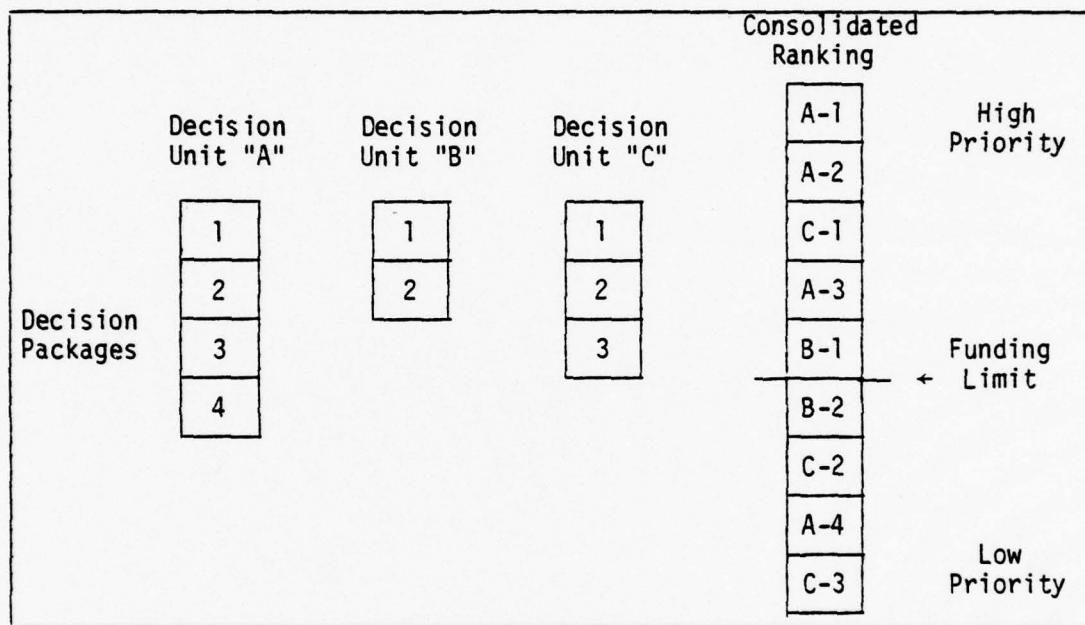 Consolidated
Ranking
Decision
Unit "A"
Decision
Unit "B"
Decision
Unit "C"
Decision
Packages
1
2
3
4
1
2
1
2
3
A-1
A-2
C-1
A-3
B-1
B-2
C-2
A-4
C-3
High
Priority
← Funding
Limit
Low
Priority